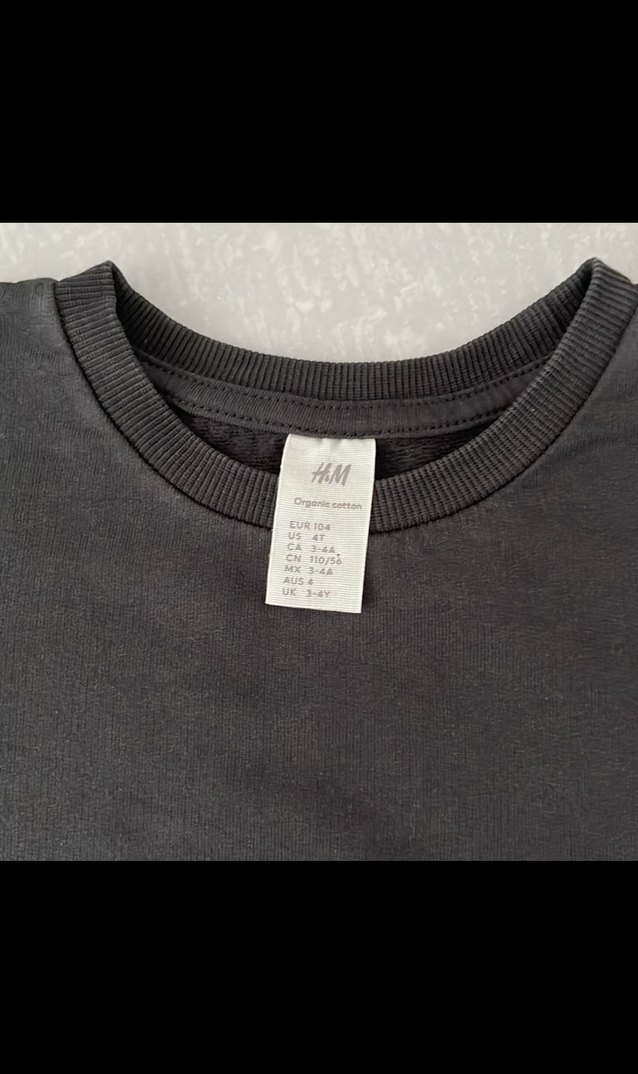 H&M
Organic cotton
EUR 104
US 4T
CA 3-4A
CN 110/56
MX 3-4A
AUS 4
UK 3-4Y